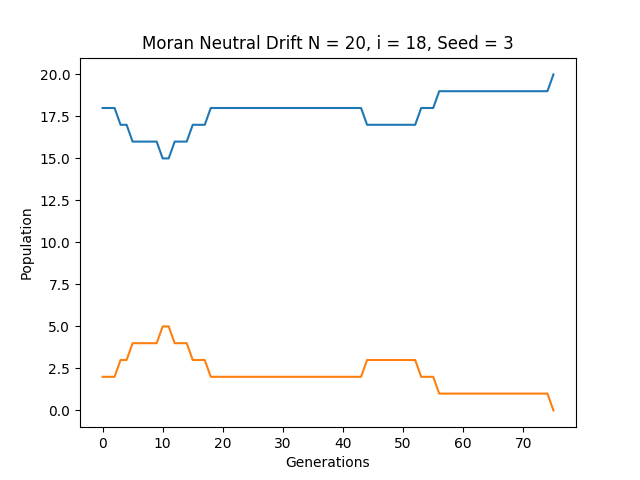 Moran Neutral Drift N = 20, i = 18, Seed = 3
20.0
17.5
15.0
12.5
10.0
7.5
5.0
2.5
0.0
Population
0 10 20 30 40 50 60 70
Generations